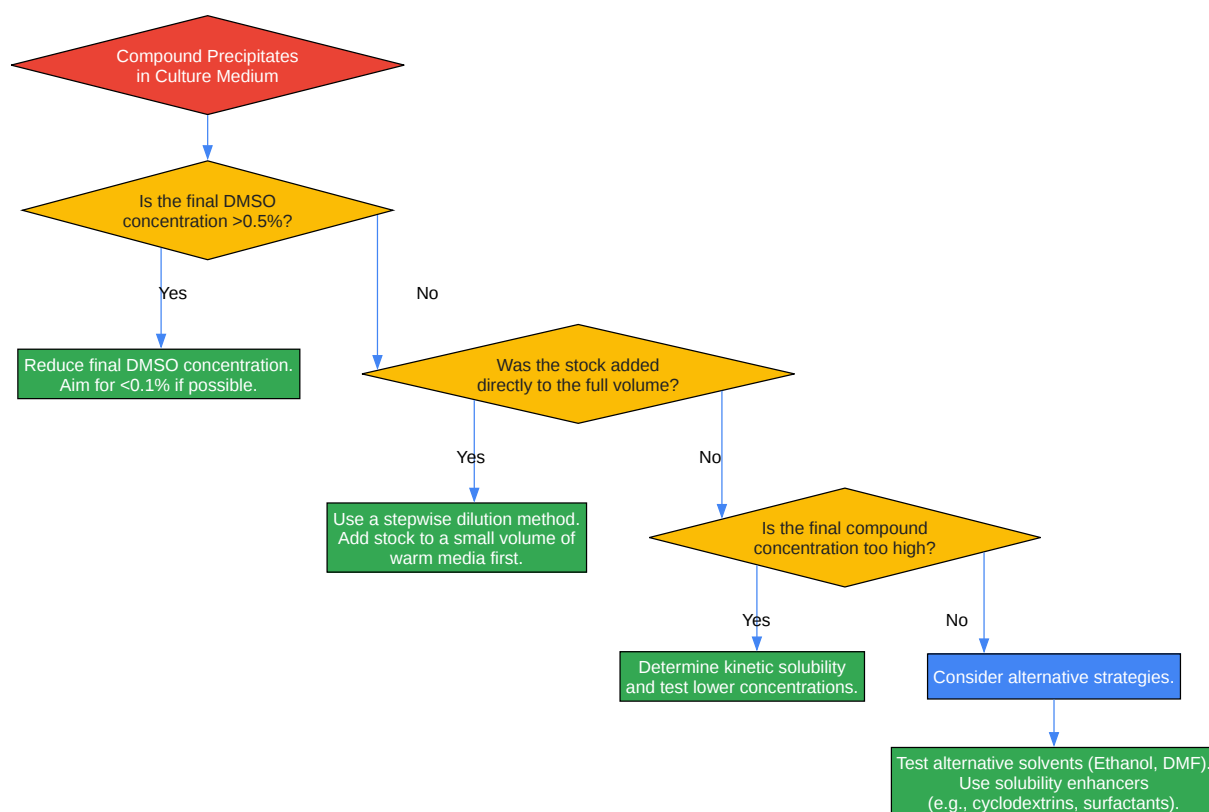 Compound Precipitates
in Culture Medium
Is the final DMSO
concentration >0.5%?
Yes
No
Reduce final DMSO concentration.
Aim for <0.1% if possible.
Was the stock added
directly to the full volume?
Yes
No
Use a stepwise dilution method.
Add stock to a small volume of
warm media first.
Is the final compound
concentration too high?
Yes
No
Determine kinetic solubility
and test lower concentrations.
Consider alternative strategies.
Test alternative solvents (Ethanol, DMF).
Use solubility enhancers
(e.g., cyclodextrins, surfactants).